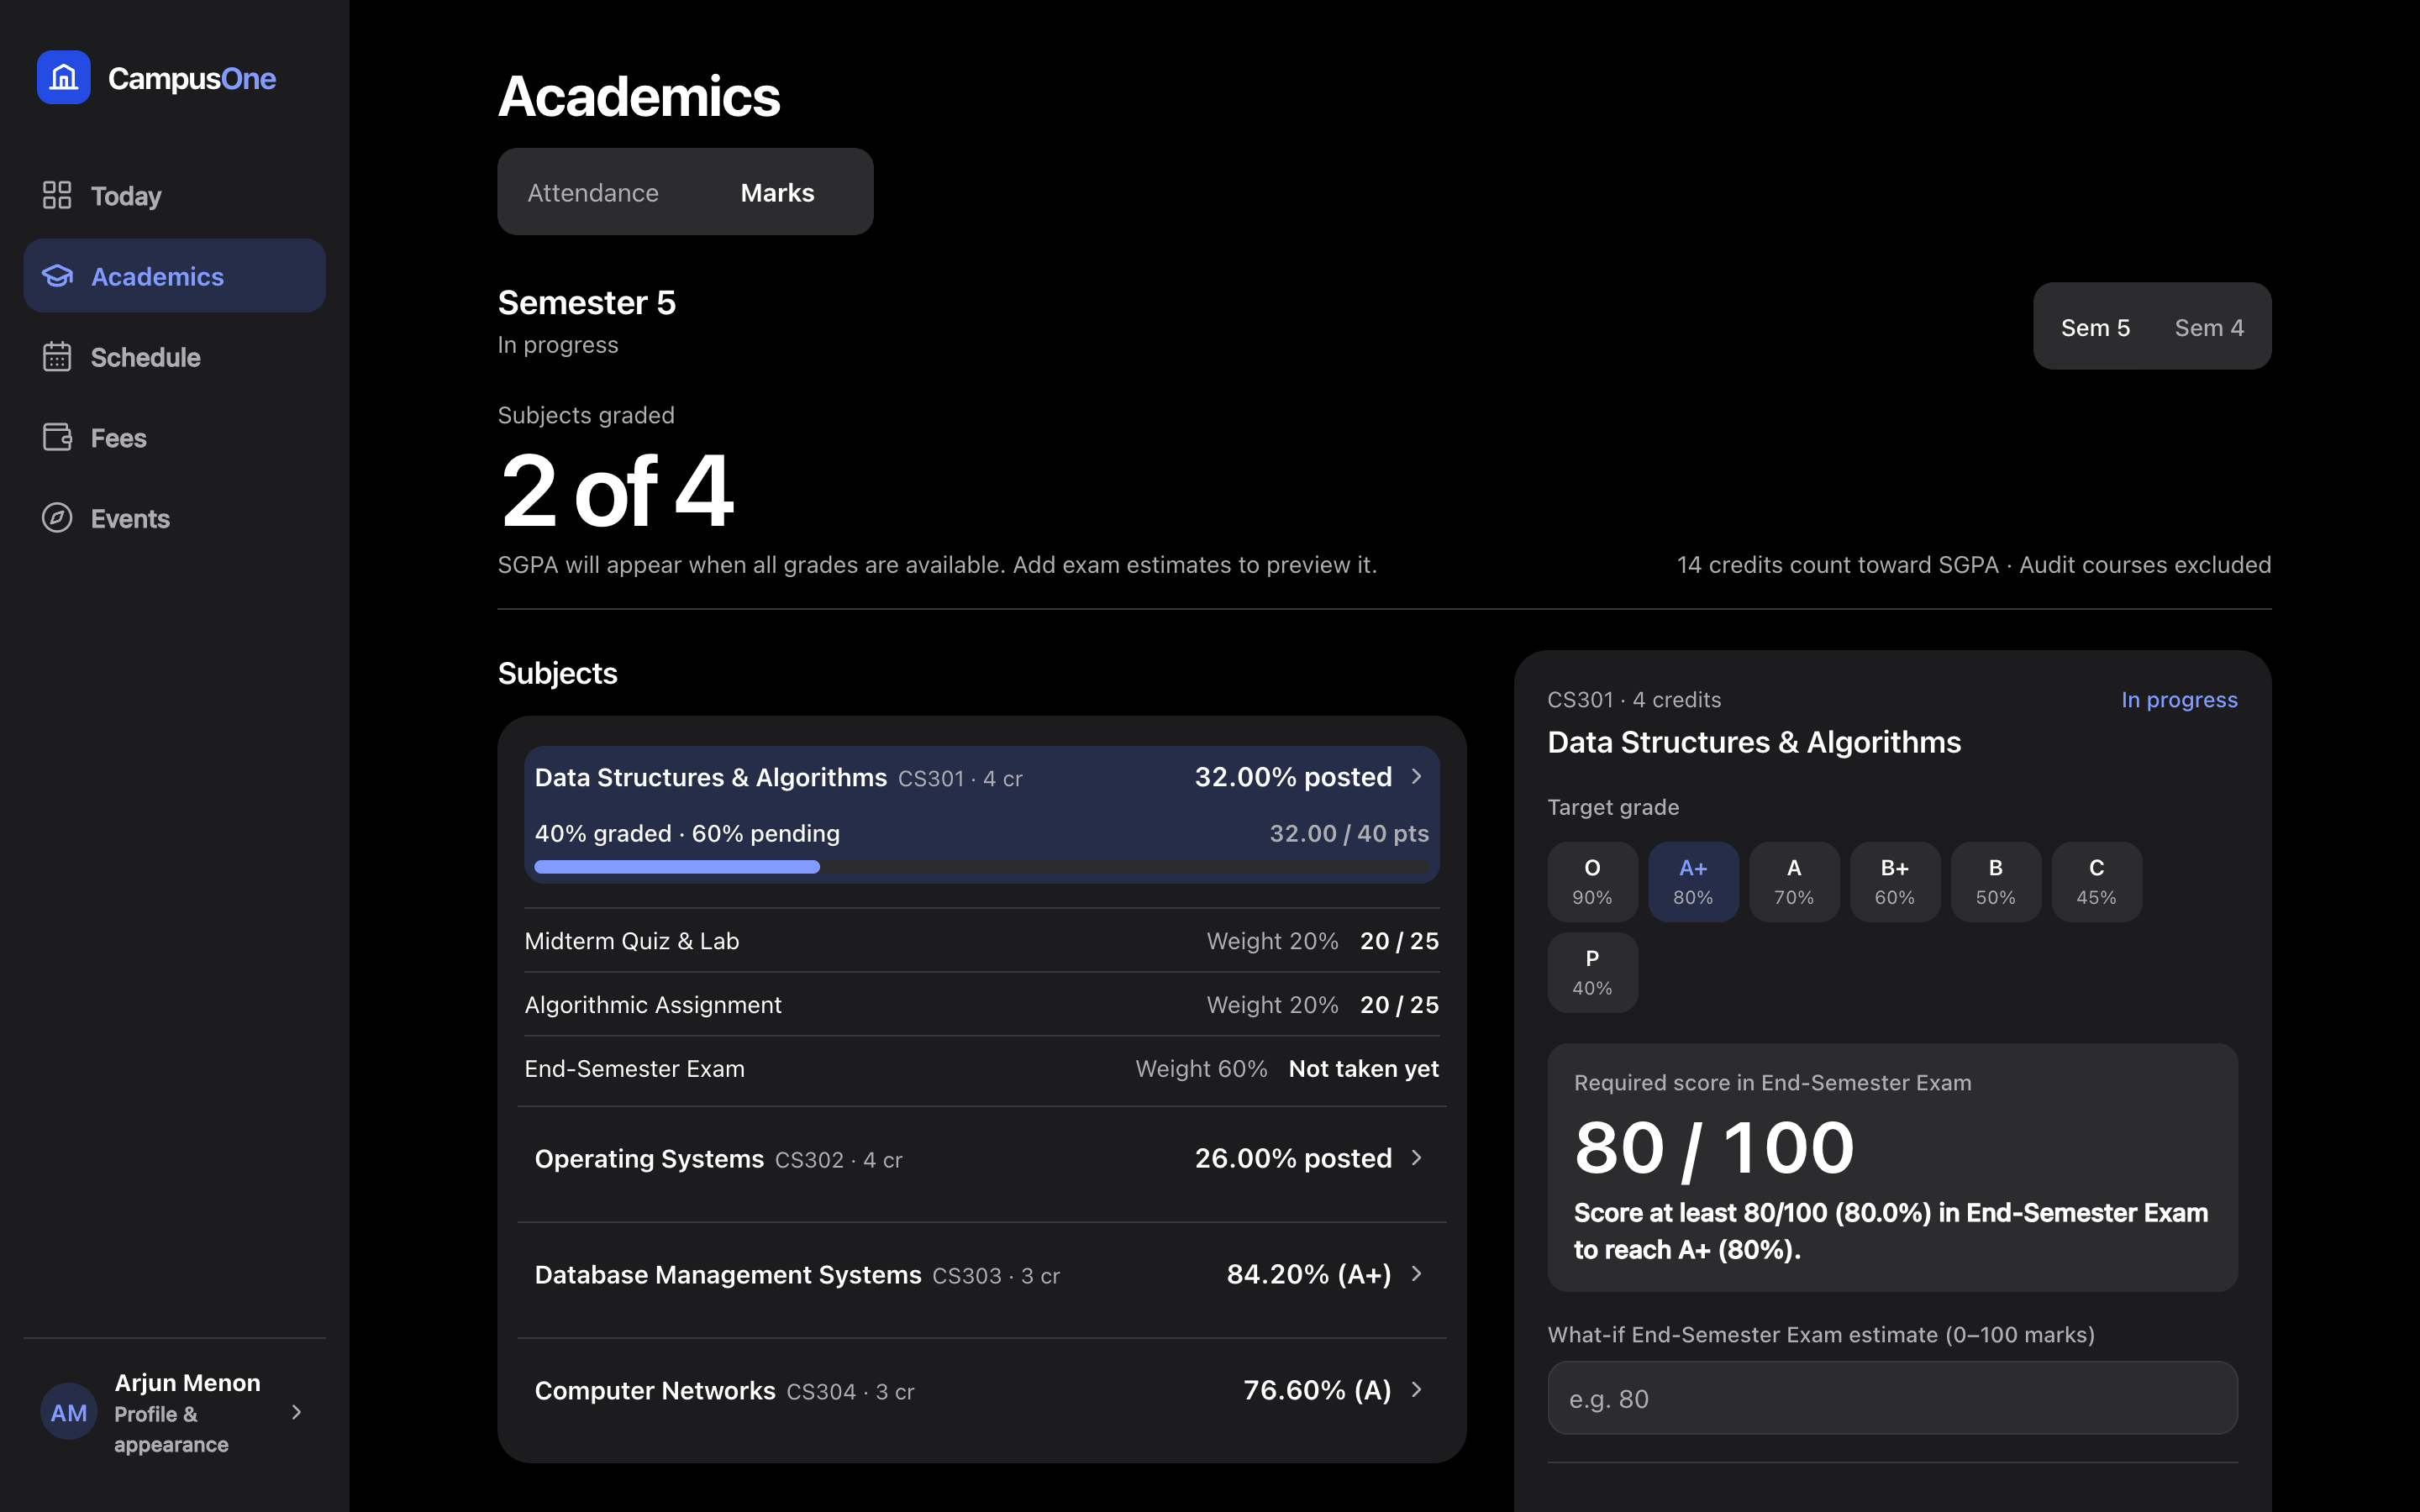 CampusOne
Today
Academics
Schedule
Fees
Events
AM
Arjun Menon
Profile &
appearance
Academics
Attendance
Marks
Semester 5
In progress
Sem 5
Sem 4
Subjects graded
2 of 4
SGPA will appear when all grades are available. Add exam estimates to preview it.
14 credits count toward SGPA · Audit courses excluded
Subjects
Data Structures & Algorithms CS301 · 4 cr
32.00% posted
40% graded · 60% pending
32.00 / 40 pts
Midterm Quiz & Lab
Weight 20% 20 / 25
Algorithmic Assignment
Weight 20% 20 / 25
End-Semester Exam
Weight 60% Not taken yet
Operating Systems CS302 · 4 cr
26.00% posted
Database Management Systems CS303 · 3 cr
84.20% (A+)
Computer Networks CS304 · 3 cr
76.60% (A)
CS301 · 4 credits
In progress
Data Structures & Algorithms
Target grade
O
90%
A+
80%
A
70%
B+
60%
B
50%
C
45%
P
40%
Required score in End-Semester Exam
80 / 100
Score at least 80/100 (80.0%) in End-Semester Exam
to reach A+ (80%).
What-if End-Semester Exam estimate (0–100 marks)
e.g. 80